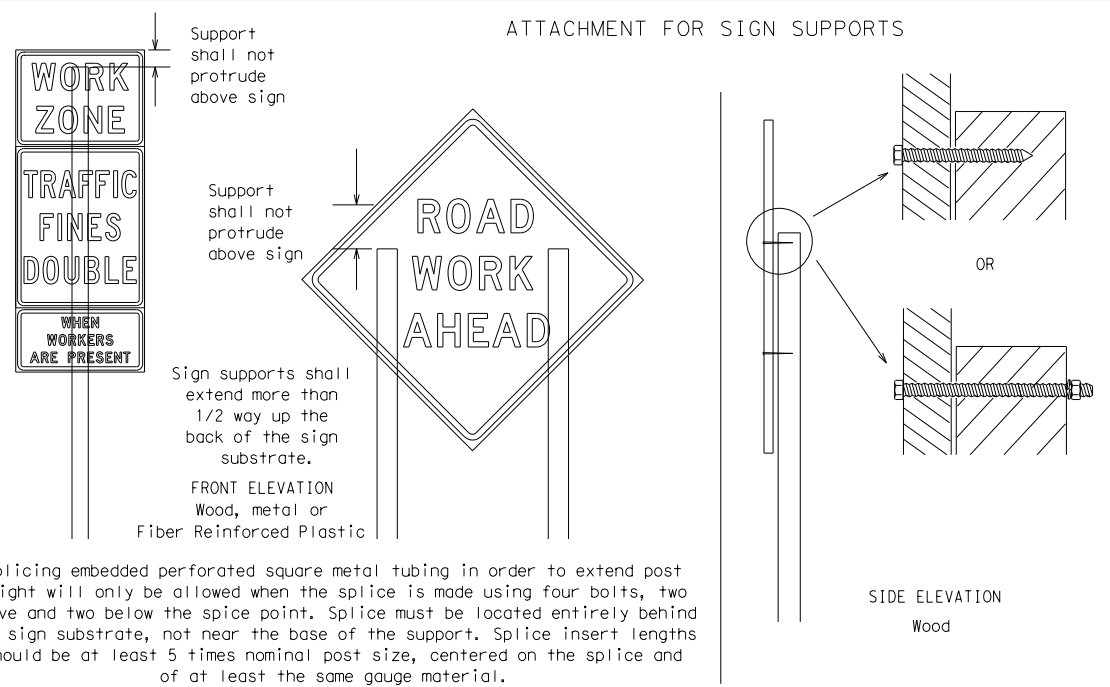 ATTACHMENT FOR SIGN SUPPORTS
Support
shall not
protrude
above sign
WORK
ZONE
TRAFFIC
FINES
DOUBLE
WHEN
WORKERS
ARE PRESENT
Support
shall not
protrude
above sign
ROAD
WORK
AHEAD
Sign supports shall
extend more than
1/2 way up the
back of the sign
substrate.
FRONT ELEVATION
Wood, metal or
Fiber Reinforced Plastic
OR
SIDE ELEVATION
Wood
plicing embedded perforated square metal tubing in order to extend post
ight will only be allowed when the splice is made using four bolts, two
ve and two below the spice point. Splice must be located entirely behind
sign substrate, not near the base of the support. Splice insert lengths
hould be at least 5 times nominal post size, centered on the splice and
of at least the same gauge material.